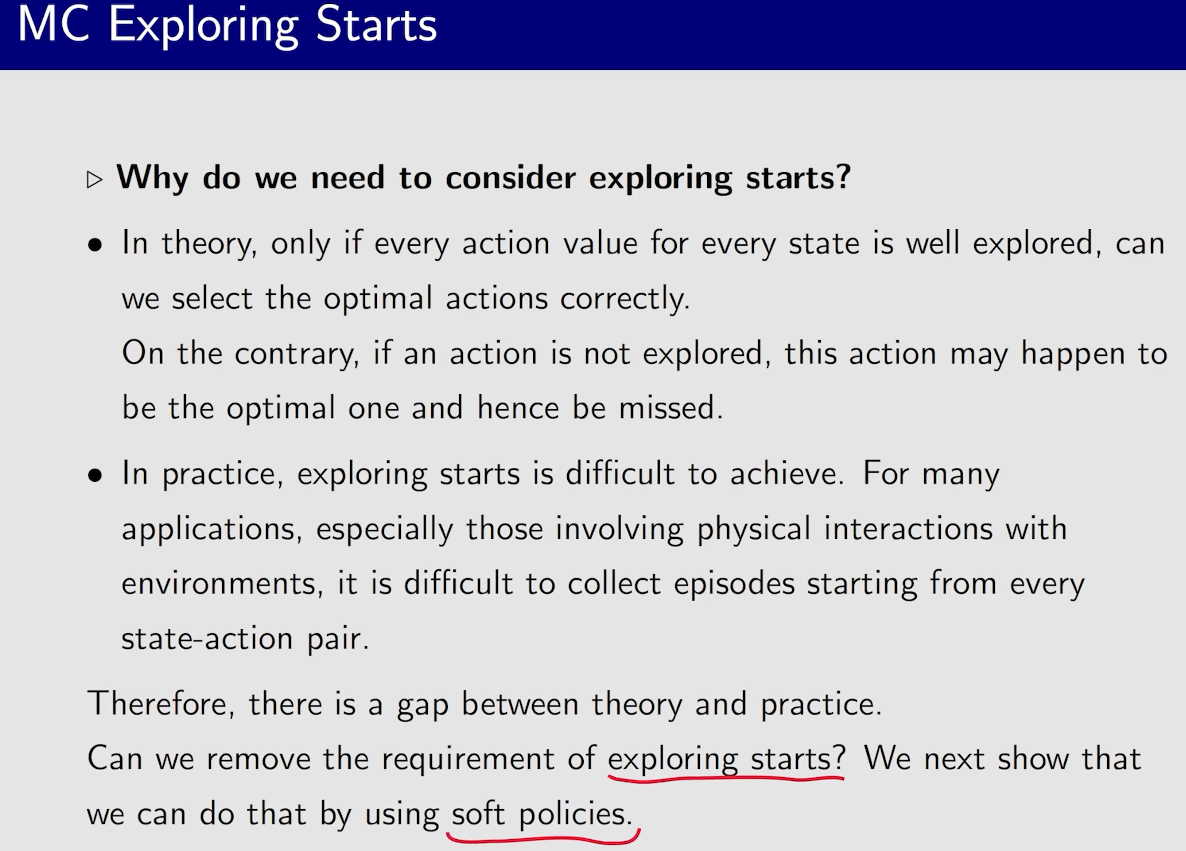 MC Exploring Starts
▷ Why do we need to consider exploring starts?
• In theory, only if every action value for every state is well explored, can
we select the optimal actions correctly.
On the contrary, if an action is not explored, this action may happen to
be the optimal one and hence be missed.
• In practice, exploring starts is difficult to achieve. For many
applications, especially those involving physical interactions with
environments, it is difficult to collect episodes starting from every
state-action pair.
Therefore, there is a gap between theory and practice.
Can we remove the requirement of exploring starts? We next show that
we can do that by using soft policies.